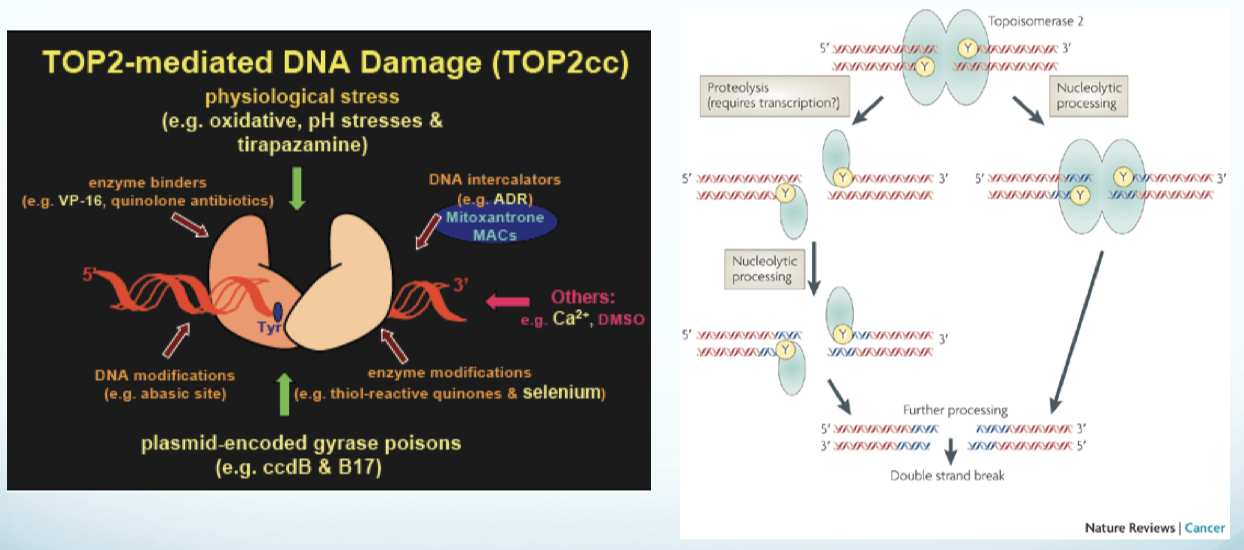 TOP2-mediated DNA Damage (TOP2cc)
physiological stress
(e.g. oxidative, pH stresses &
tirapazamine)
enzyme binders
(e.g. VP-16, quinolone antibiotics)
DNA intercalators
(e.g. ADR)
Mitoxantrone
MACs
5'
3'
Tyr
Others:
e.g. Ca²⁺, DMSO
DNA modifications
(e.g. abasic site)
enzyme modifications
(e.g. thiol-reactive quinones & selenium)
plasmid-encoded gyrase poisons
(e.g. ccdB & B17)
Topoisomerase 2
5'
Y
3'
Y
Proteolysis
(requires transcription?)
Nucleolytic
processing
5'
Y
3'
Y
5'
Y
3'
Y
Nucleolytic
processing
5'
Y
3'
Y
Further processing
5'
3'
3'
5'
Double strand break
Nature Reviews | Cancer